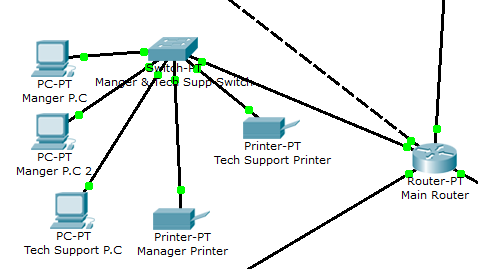 Switch-PT
Manger & Tech Supp Switch
PC-PT
Manger P.C
PC-PT
Manger P.C 2
Printer-PT
Tech Support Printer
Router-PT
Main Router
PC-PT
Tech Support P.C
Printer-PT
Manager Printer